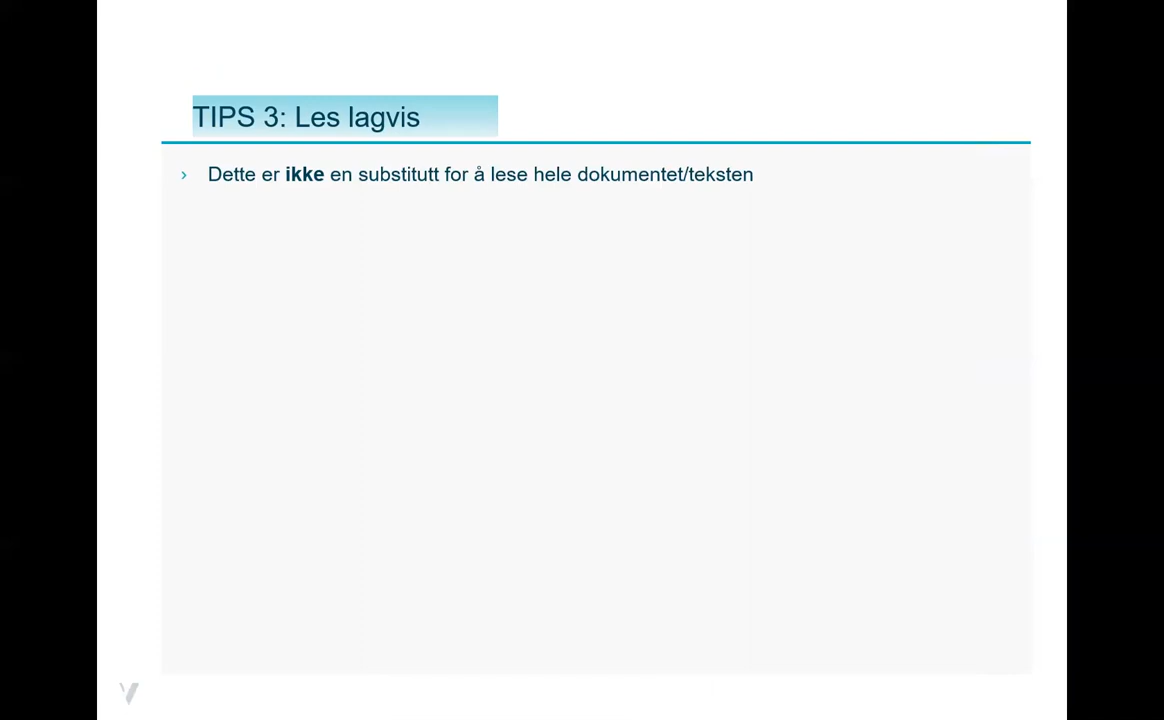 TIPS 3: Les lagvis
› Dette er ikke en substitutt for å lese hele dokumentet/teksten